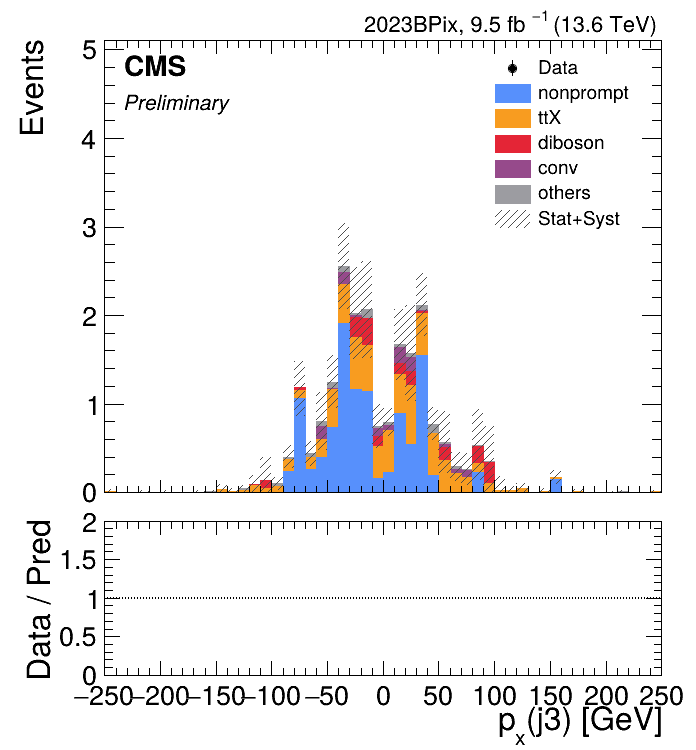 2023BPix, 9.5 fb⁻¹ (13.6 TeV)
Events
CMS
Preliminary
Data
nonprompt
ttX
diboson
conv
others
Stat+Syst
5
4
3
2
1
0
Data / Pred
2
1.5
1
0.5
0
−250 −200 −150 −100 −50 0 50 100 150 200 250
pₓ(j3) [GeV]